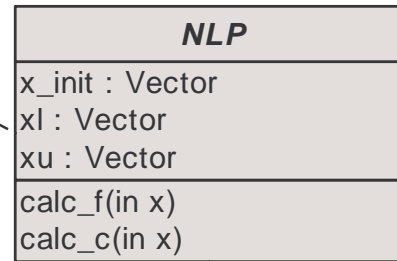 NLP
x_init : Vector
xl : Vector
xu : Vector
calc_f(in x)
calc_c(in x)